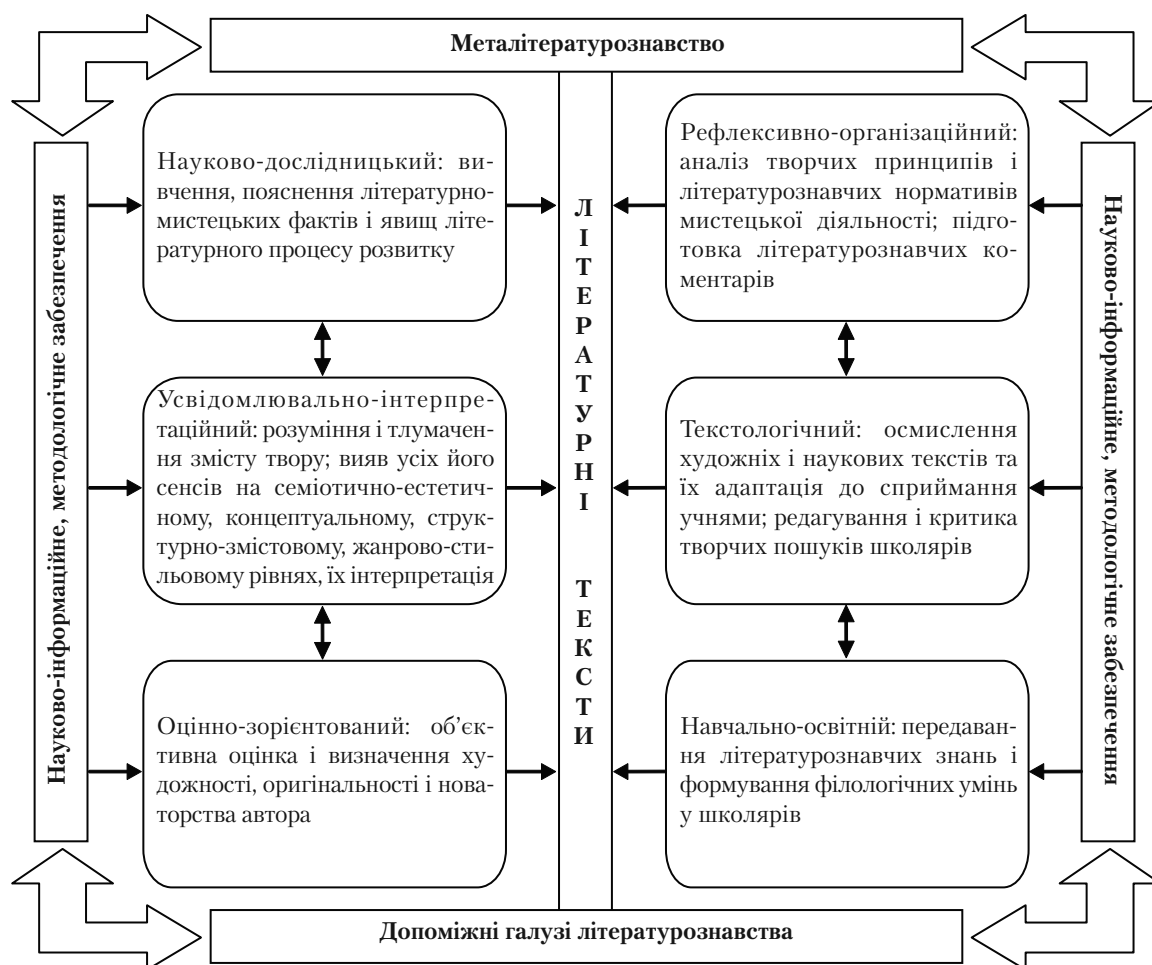 Металітературознавство
Науково-інформаційне, методологічне забезпечення
Науково-дослідницький: ви-
вчення, пояснення літературно-
мистецьких фактів і явищ літе-
ратурного процесу розвитку
Усвідомлювально-інтерпре-
таційний: розуміння і тлумачен-
ня змісту твору; вияв усіх його
сенсів на семіотично-естетич-
ному, концептуальному, струк-
турно-змістовому, жанрово-сти-
льовому рівнях, їх інтерпретація
Оцінно-зорієнтований: об’єк-
тивна оцінка і визначення ху-
дожності, оригінальності і нова-
торства автора
ЛІТЕРАТУРНІ ТЕКСТИ
Рефлексивно-організаційний:
аналіз творчих принципів і
літературознавчих нормативів
мистецької діяльності; підго-
товка літературознавчих ко-
ментарів
Текстологічний: осмислення
художніх і наукових текстів та
їх адаптація до сприймання
учнями; редагування і критика
творчих пошуків школярів
Навчально-освітній: передаван-
ня літературознавчих знань і
формування філологічних умінь
у школярів
Науково-інформаційне, методологічне забезпечення
Допоміжні галузі літературознавства